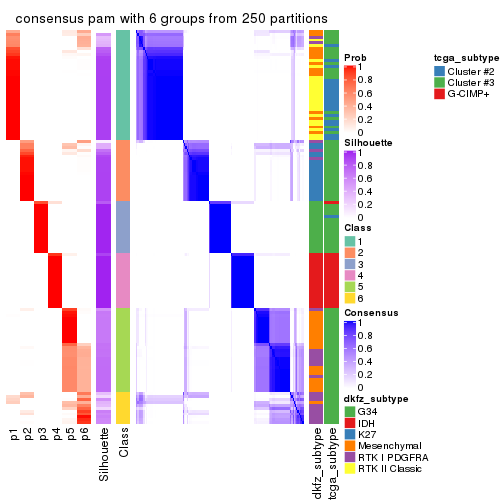 consensus pam with 6 groups from 250 partitions
Prob
1
0.8
0.6
0.4
0.2
0
Silhouette
1
0.8
0.6
0.4
0.2
0
Class
1
2
3
4
5
6
Consensus
1
0.8
0.6
0.4
0.2
0
dkfz_subtype
G34
IDH
K27
Mesenchymal
RTK I PDGFRA
RTK II Classic
tcga_subtype
Cluster #2
Cluster #3
G-CIMP+
p1
p2
p3
p4
p5
p6
Silhouette
Class
dkfz_subtype
tcga_subtype